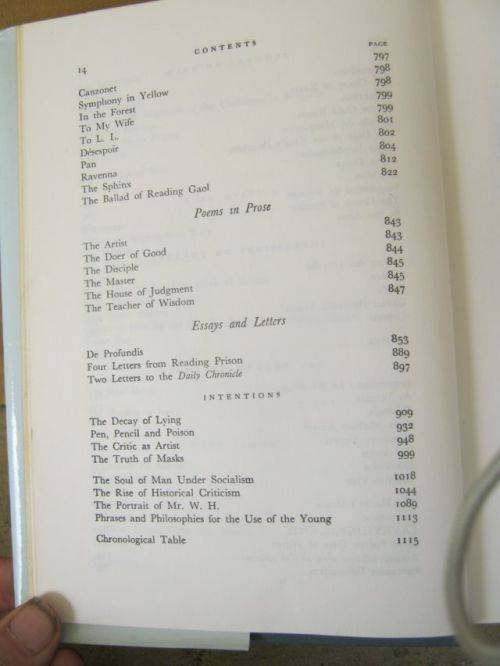 14 CONTENTS
PAGE
Canzonet 797
Symphony in Yellow 798
In the Forest 798
To My Wife 799
To L. L. 799
Désespoir 801
Pan 802
Ravenna 804
The Sphinx 812
The Ballad of Reading Gaol 822
Poems in Prose
The Artist 843
The Doer of Good 843
The Disciple 844
The Master 845
The House of Judgment 845
The Teacher of Wisdom 847
Essays and Letters
De Profundis 853
Four Letters from Reading Prison 889
Two Letters to the Daily Chronicle 897
INTENTIONS
The Decay of Lying 909
Pen, Pencil and Poison 932
The Critic as Artist 948
The Truth of Masks 999
The Soul of Man Under Socialism 1018
The Rise of Historical Criticism 1044
The Portrait of Mr. W. H. 1089
Phrases and Philosophies for the Use of the Young 1113
Chronological Table 1115